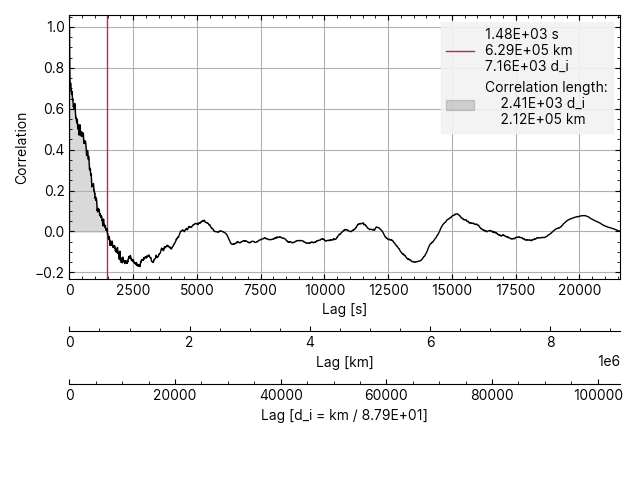 1.0
0.8
0.6
0.4
0.2
0.0
−0.2
Correlation
1.48E+03 s
6.29E+05 km
7.16E+03 d_i
Correlation length:
2.41E+03 d_i
2.12E+05 km
0 2500 5000 7500 10000 12500 15000 17500 20000
Lag [s]
0 2 4 6 8
1e6
Lag [km]
0 20000 40000 60000 80000 100000
Lag [d_i = km / 8.79E+01]